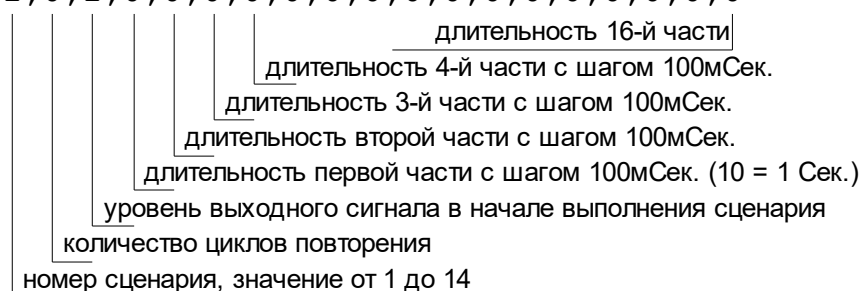 длительность 16-й части
длительность 4-й части с шагом 100мСек.
длительность 3-й части с шагом 100мСек.
длительность второй части с шагом 100мСек.
длительность первой части с шагом 100мСек. (10 = 1 Сек.)
уровень выходного сигнала в начале выполнения сценария
количество циклов повторения
номер сценария, значение от 1 до 14